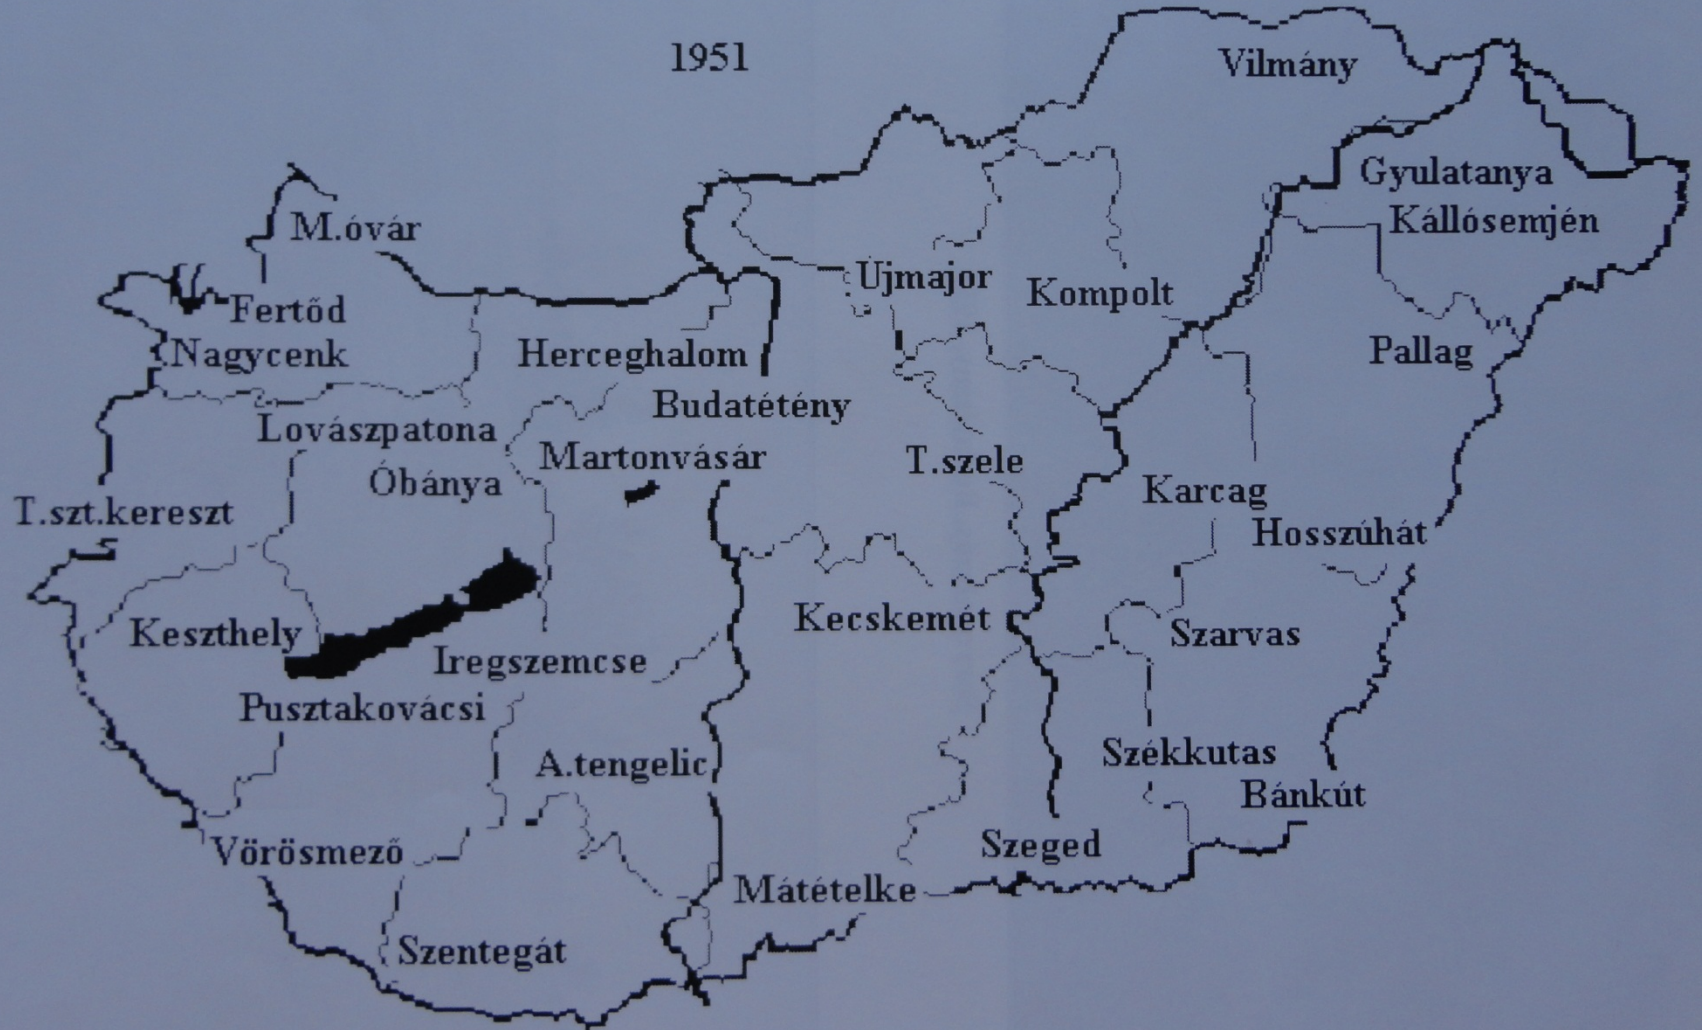 1951
Vilmány
Gyulatanya
Kállósemjén
M.óvár
Ujmajor
Kompolt
Fertőd
Nagycenk
Herceghalom
Pallag
Budatétény
Lovászpatona
Martonvásár
T.szele
Óbánya
Karcag
T.szt.kereszt
Hosszúhát
Keszthely
Kecskemét
Szarvas
Iregszemcse
Pusztakovácsi
A.tengelic
Székkutas
Bánkút
Vörösmező
Szeged
Mátételke
Szentegát